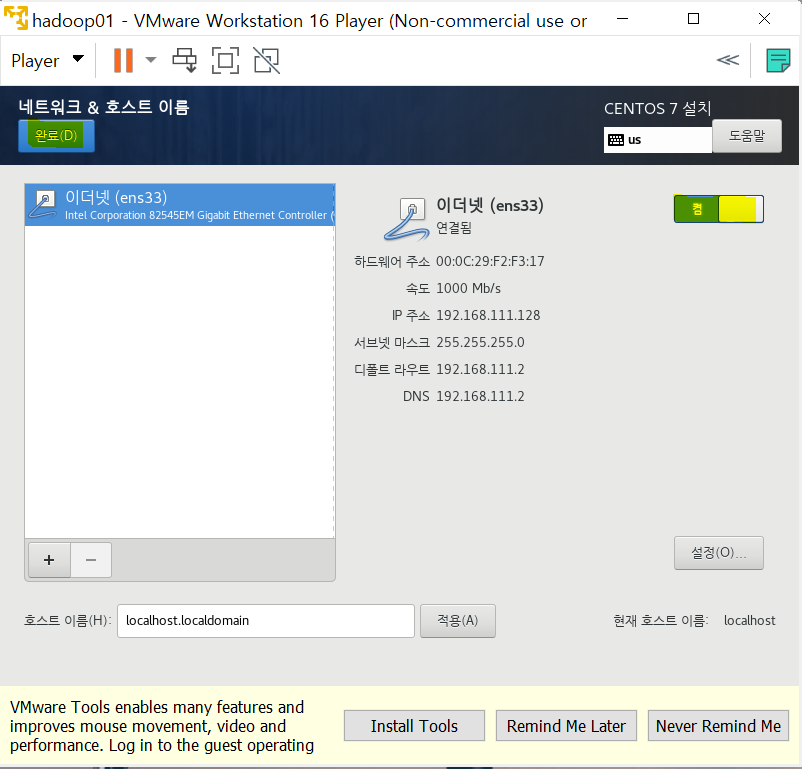 hadoop01 - VMware Workstation 16 Player (Non-commercial use or
Player
네트워크 & 호스트 이름
CENTOS 7 설치
완료(D)
us
도움말
이더넷 (ens33)
Intel Corporation 82545EM Gigabit Ethernet Controller (
이더넷 (ens33)
연결됨
켬
하드웨어 주소 00:0C:29:F2:F3:17
속도 1000 Mb/s
IP 주소 192.168.111.128
서브넷 마스크 255.255.255.0
디폴트 라우트 192.168.111.2
DNS 192.168.111.2
+ −
설정(O)...
호스트 이름(H): localhost.localdomain 적용(A) 현재 호스트 이름: localhost
VMware Tools enables many features and
improves mouse movement, video and
performance. Log in to the guest operating
Install Tools Remind Me Later Never Remind Me